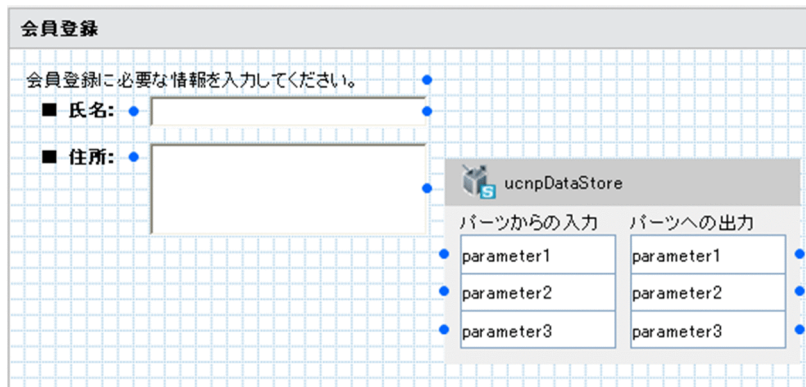 会員登録
会員登録に必要な情報を入力してください。
■ 氏名:
■ 住所:
ucnpDataStore
パーツからの入力 パーツへの出力
parameter1 parameter1
parameter2 parameter2
parameter3 parameter3